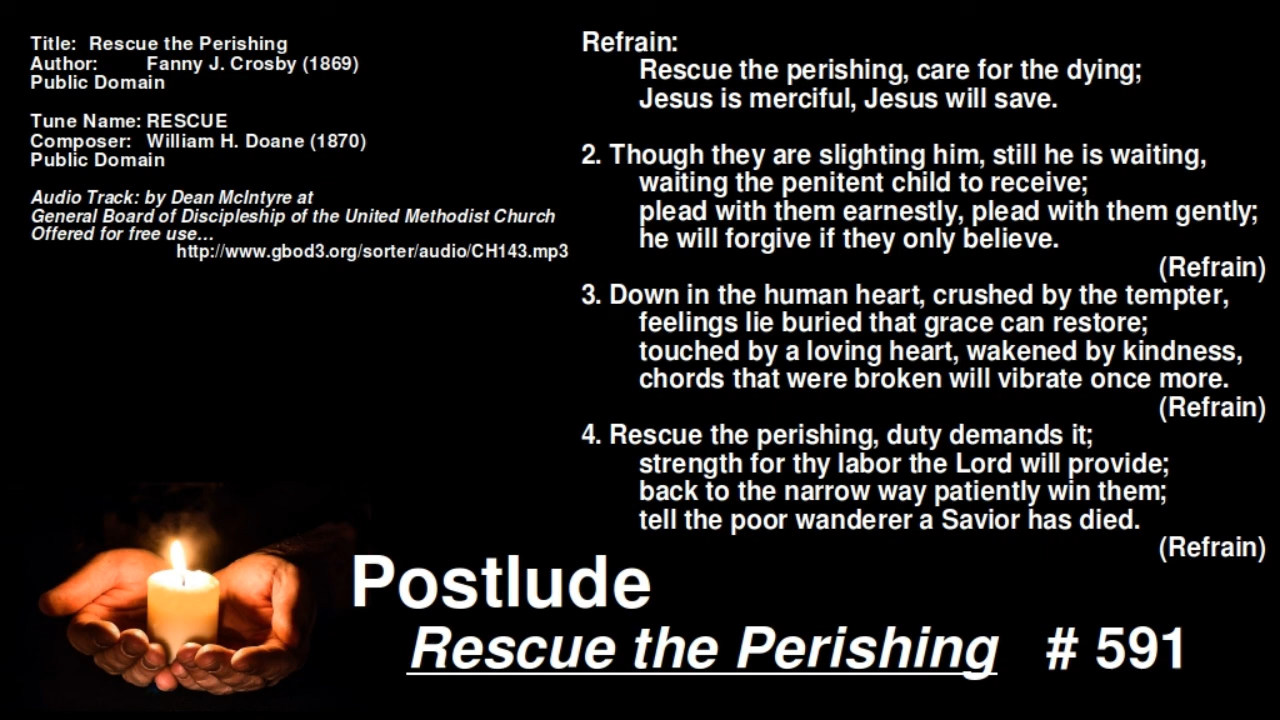 Title: Rescue the Perishing
Author: Fanny J. Crosby (1869)
Public Domain
Tune Name: RESCUE
Composer: William H. Doane (1870)
Public Domain
Audio Track: by Dean McIntyre at
General Board of Discipleship of the United Methodist Church
Offered for free use...
http://www.gbod3.org/sorter/audio/CH143.mp3
Refrain:
Rescue the perishing, care for the dying;
Jesus is merciful, Jesus will save.
2. Though they are slighting him, still he is waiting,
waiting the penitent child to receive;
plead with them earnestly, plead with them gently;
he will forgive if they only believe.
(Refrain)
3. Down in the human heart, crushed by the tempter,
feelings lie buried that grace can restore;
touched by a loving heart, wakened by kindness,
chords that were broken will vibrate once more.
(Refrain)
4. Rescue the perishing, duty demands it;
strength for thy labor the Lord will provide;
back to the narrow way patiently win them;
tell the poor wanderer a Savior has died.
(Refrain)
Postlude
Rescue the Perishing # 591